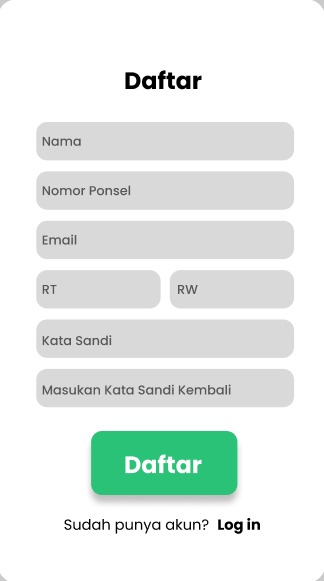 Daftar
Nama
Nomor Ponsel
Email
RT RW
Kata Sandi
Masukan Kata Sandi Kembali
Daftar
Sudah punya akun? Log in